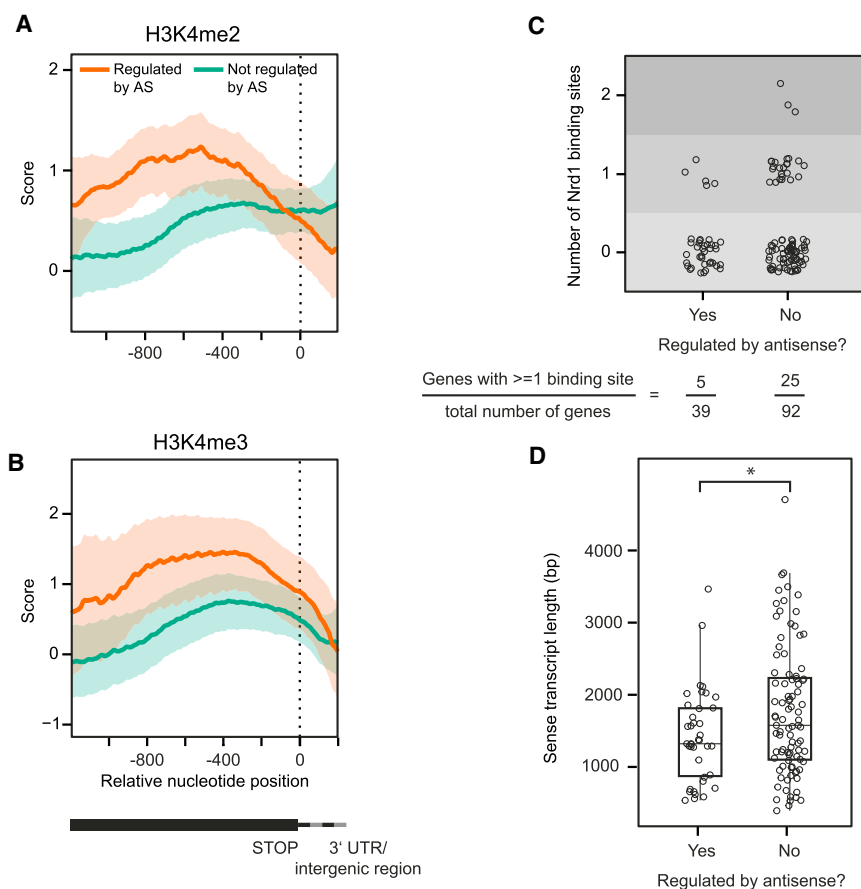 A
H3K4me2
Regulated by AS
Not regulated by AS
Score
2
1
0
-800
-400
0
B
H3K4me3
Score
2
1
0
−1
-800
-400
0
Relative nucleotide position
STOP
3' UTR/
intergenic region
C
Number of Nrd1 binding sites
2
1
0
Yes
No
Regulated by antisense?
Genes with >=1 binding site
total number of genes
=
5
39
25
92
D
*
Sense transcript length (bp)
4000
3000
2000
1000
Yes
No
Regulated by antisense?